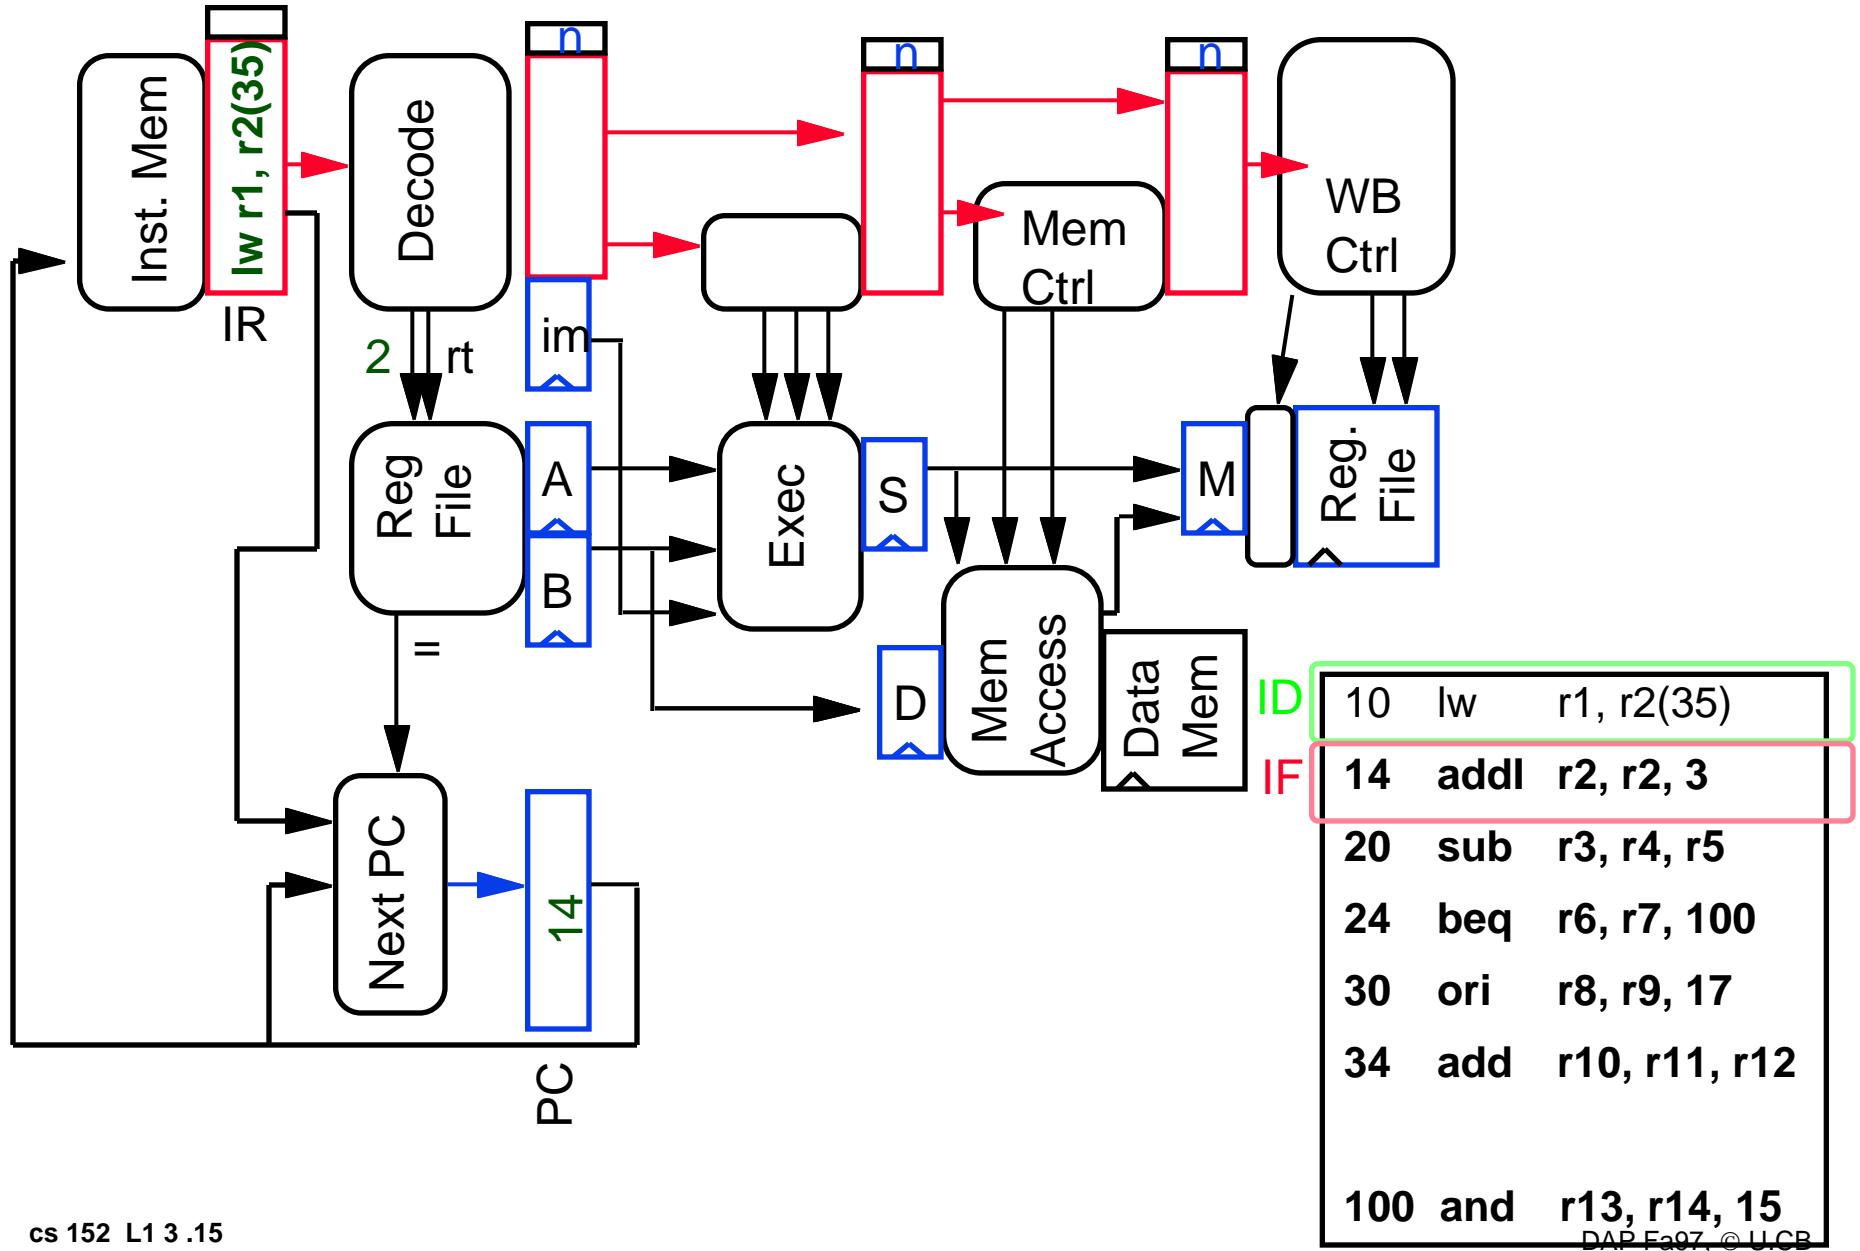 Inst. Mem
lw r1, r2(35)
IR
Decode
n
n
n
Mem
Ctrl
WB
Ctrl
2
rt
im
Reg
File
A
B
Exec
S
M
Reg.
File
=
D
Mem
Access
Data
Mem
Next PC
14
PC
ID
IF
10 lw r1, r2(35)
14 addI r2, r2, 3
20 sub r3, r4, r5
24 beq r6, r7, 100
30 ori r8, r9, 17
34 add r10, r11, r12
100 and r13, r14, 15
cs 152 L1 3 .15
DAP Fa97, © U.CB